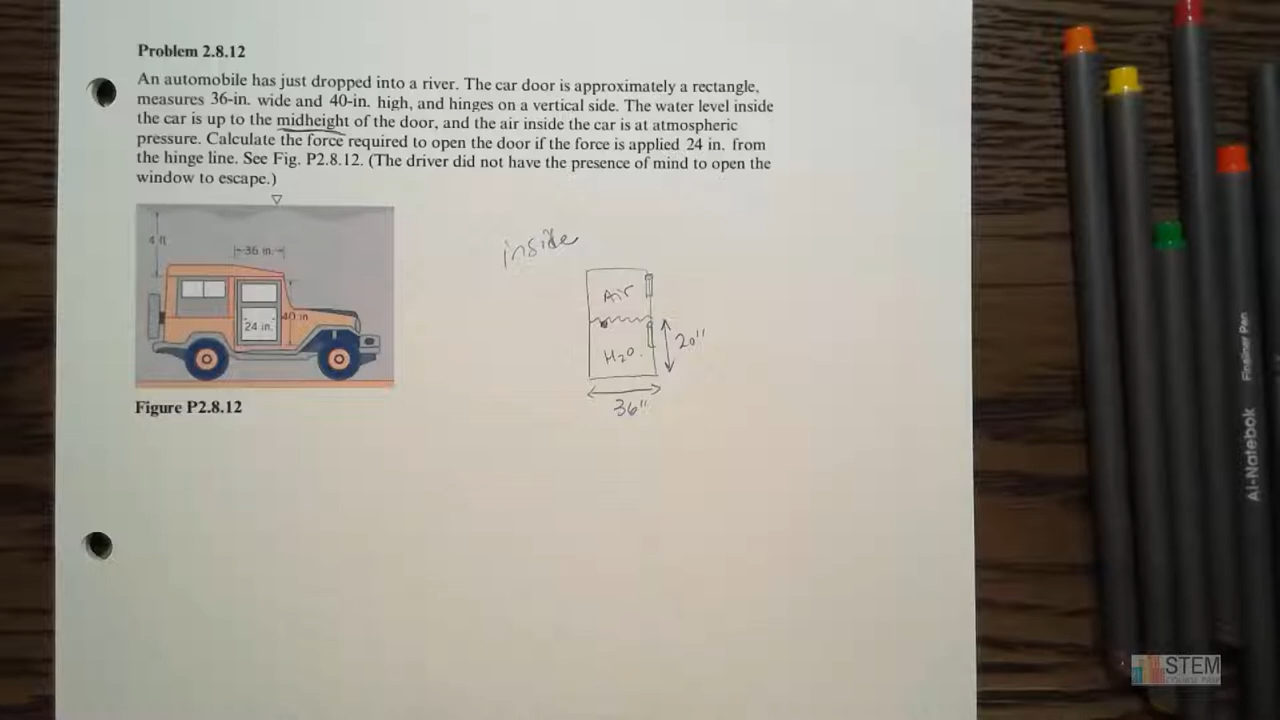 Problem 2.8.12
An automobile has just dropped into a river. The car door is approximately a rectangle,
measures 36-in. wide and 40-in. high, and hinges on a vertical side. The water level inside
the car is up to the midheight of the door, and the air inside the car is at atmospheric
pressure. Calculate the force required to open the door if the force is applied 24 in. from
the hinge line. See Fig. P2.8.12. (The driver did not have the presence of mind to open the
window to escape.)
4 ft
36 in.
40 in
24 in.
Figure P2.8.12
inside
Air
H2O
20"
36"
Fineliner Pen
Ai-Natebok
STEM